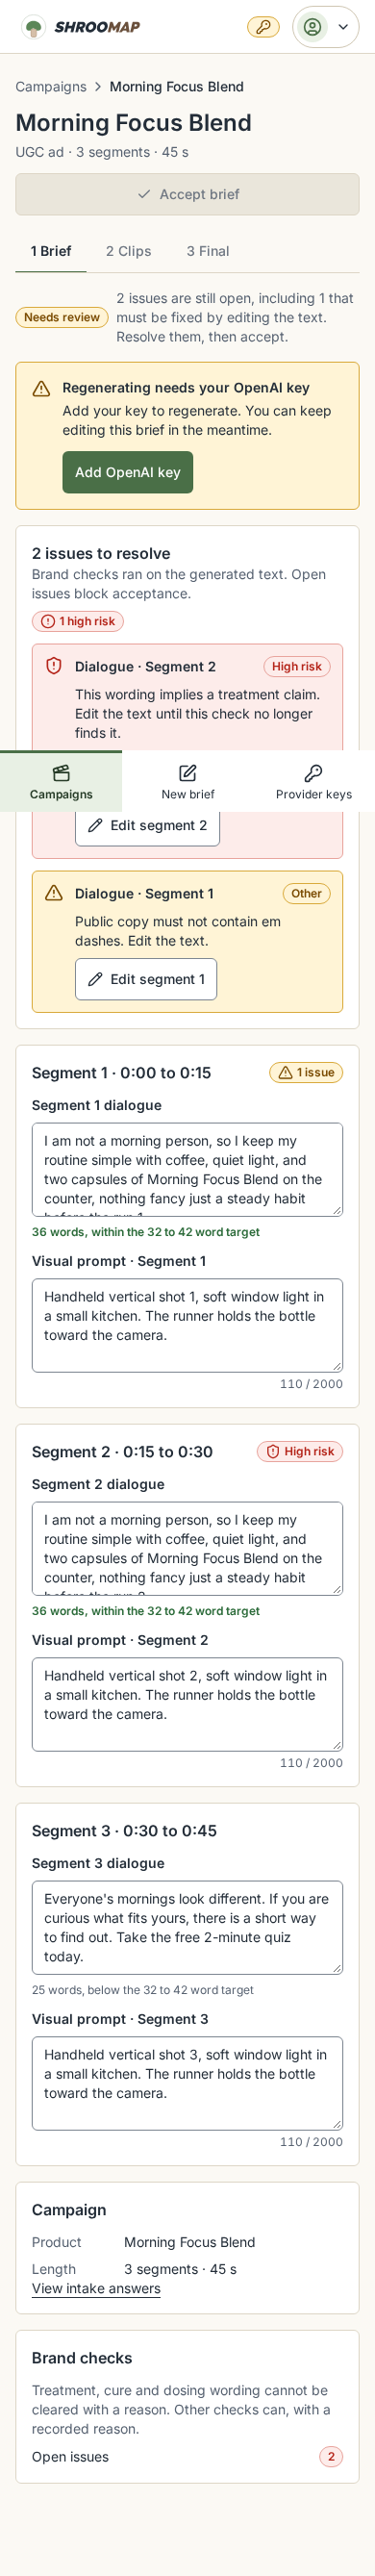 SHROOMAP
Campaigns > Morning Focus Blend
Morning Focus Blend
UGC ad · 3 segments · 45 s
Accept brief
1 Brief
2 Clips
3 Final
Needs review
2 issues are still open, including 1 that
must be fixed by editing the text.
Resolve them, then accept.
Regenerating needs your OpenAI key
Add your key to regenerate. You can keep
editing this brief in the meantime.
Add OpenAI key
2 issues to resolve
Brand checks ran on the generated text. Open
issues block acceptance.
1 high risk
Dialogue · Segment 2
High risk
This wording implies a treatment claim.
Edit the text until this check no longer
finds it.
Campaigns
New brief
Provider keys
Edit segment 2
Dialogue · Segment 1
Other
Public copy must not contain em
dashes. Edit the text.
Edit segment 1
Segment 1 · 0:00 to 0:15
1 issue
Segment 1 dialogue
I am not a morning person, so I keep my
routine simple with coffee, quiet light, and
two capsules of Morning Focus Blend on the
counter, nothing fancy just a steady habit
36 words, within the 32 to 42 word target
Visual prompt · Segment 1
Handheld vertical shot 1, soft window light in
a small kitchen. The runner holds the bottle
toward the camera.
110 / 2000
Segment 2 · 0:15 to 0:30
High risk
Segment 2 dialogue
I am not a morning person, so I keep my
routine simple with coffee, quiet light, and
two capsules of Morning Focus Blend on the
counter, nothing fancy just a steady habit
36 words, within the 32 to 42 word target
Visual prompt · Segment 2
Handheld vertical shot 2, soft window light in
a small kitchen. The runner holds the bottle
toward the camera.
110 / 2000
Segment 3 · 0:30 to 0:45
Segment 3 dialogue
Everyone's mornings look different. If you are
curious what fits yours, there is a short way
to find out. Take the free 2-minute quiz
today.
25 words, below the 32 to 42 word target
Visual prompt · Segment 3
Handheld vertical shot 3, soft window light in
a small kitchen. The runner holds the bottle
toward the camera.
110 / 2000
Campaign
Product
Morning Focus Blend
Length
3 segments · 45 s
View intake answers
Brand checks
Treatment, cure and dosing wording cannot be
cleared with a reason. Other checks can, with a
recorded reason.
Open issues
2